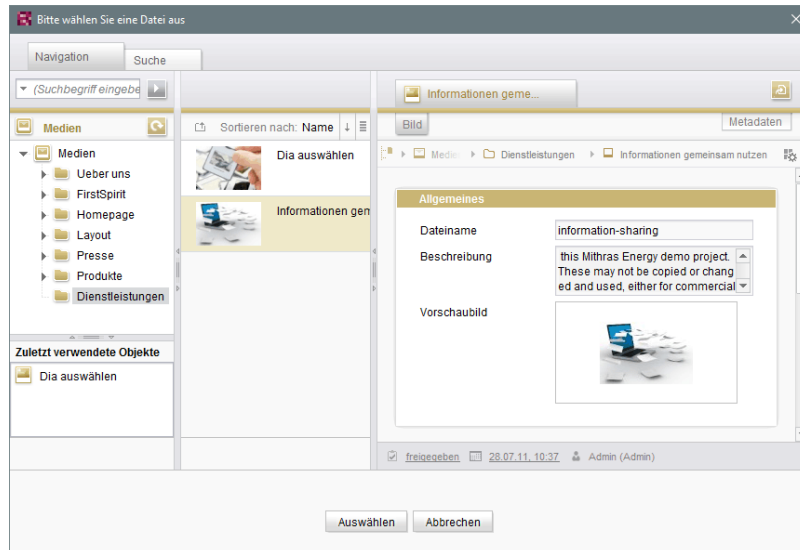 Bitte wählen Sie eine Datei aus
Navigation
Suche
(Suchbegriff eingebe
Medien
Medien
Ueber uns
FirstSpirit
Homepage
Layout
Presse
Produkte
Dienstleistungen
Zuletzt verwendete Objekte
Dia auswählen
Sortieren nach: Name
Dia auswählen
Informationen gem
Informationen geme...
Bild
Metadaten
Medien Dienstleistungen Informationen gemeinsam nutzen
Allgemeines
Dateiname information-sharing
Beschreibung this Mithras Energy demo project.
These may not be copied or chang
ed and used, either for commercial
Vorschaubild
freigegeben 28.07.11, 10:37 Admin (Admin)
Auswählen Abbrechen